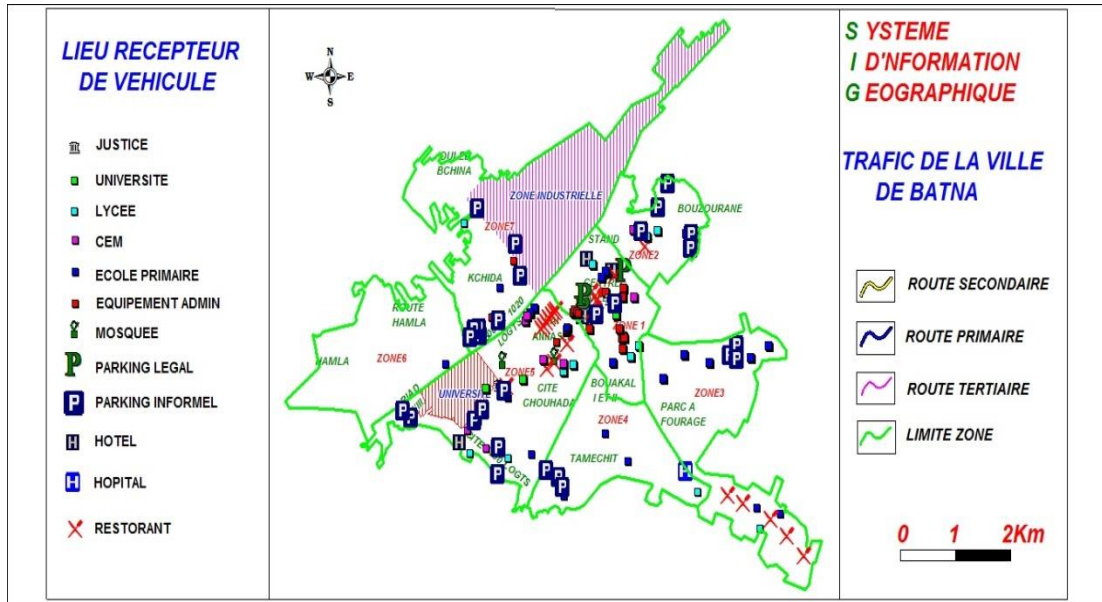 LIEU RECEPTEUR
DE VEHICULE
JUSTICE
UNIVERSITE
LYCEE
CEM
ECOLE PRIMAIRE
EQUIPEMENT ADMIN
MOSQUEE
P PARKING LEGAL
P PARKING INFORMEL
H HOTEL
H HOPITAL
RESTORANT
N
W E
S
OULED
BCHINA
ZONE INDUSTRIELLE
ZONE7
BOUZOURANE
STAND
ZONE2
KCHIDA
CENTRE
ROUTE
HAMLA
1020
LOGTS
ZONE 1
HAMLA
ZONE6
ZONE5
UNIVERSITE
CITE
CHOUHADA
BOUAKAL
I ET II
ZONE3
PARC A
FOURAGE
ZONE4
TAMECHIT
LOGTS
S YSTEME
I D'NFORMATION
G EOGRAPHIQUE
TRAFIC DE LA VILLE
DE BATNA
ROUTE SECONDAIRE
ROUTE PRIMAIRE
ROUTE TERTIAIRE
LIMITE ZONE
0 1 2Km